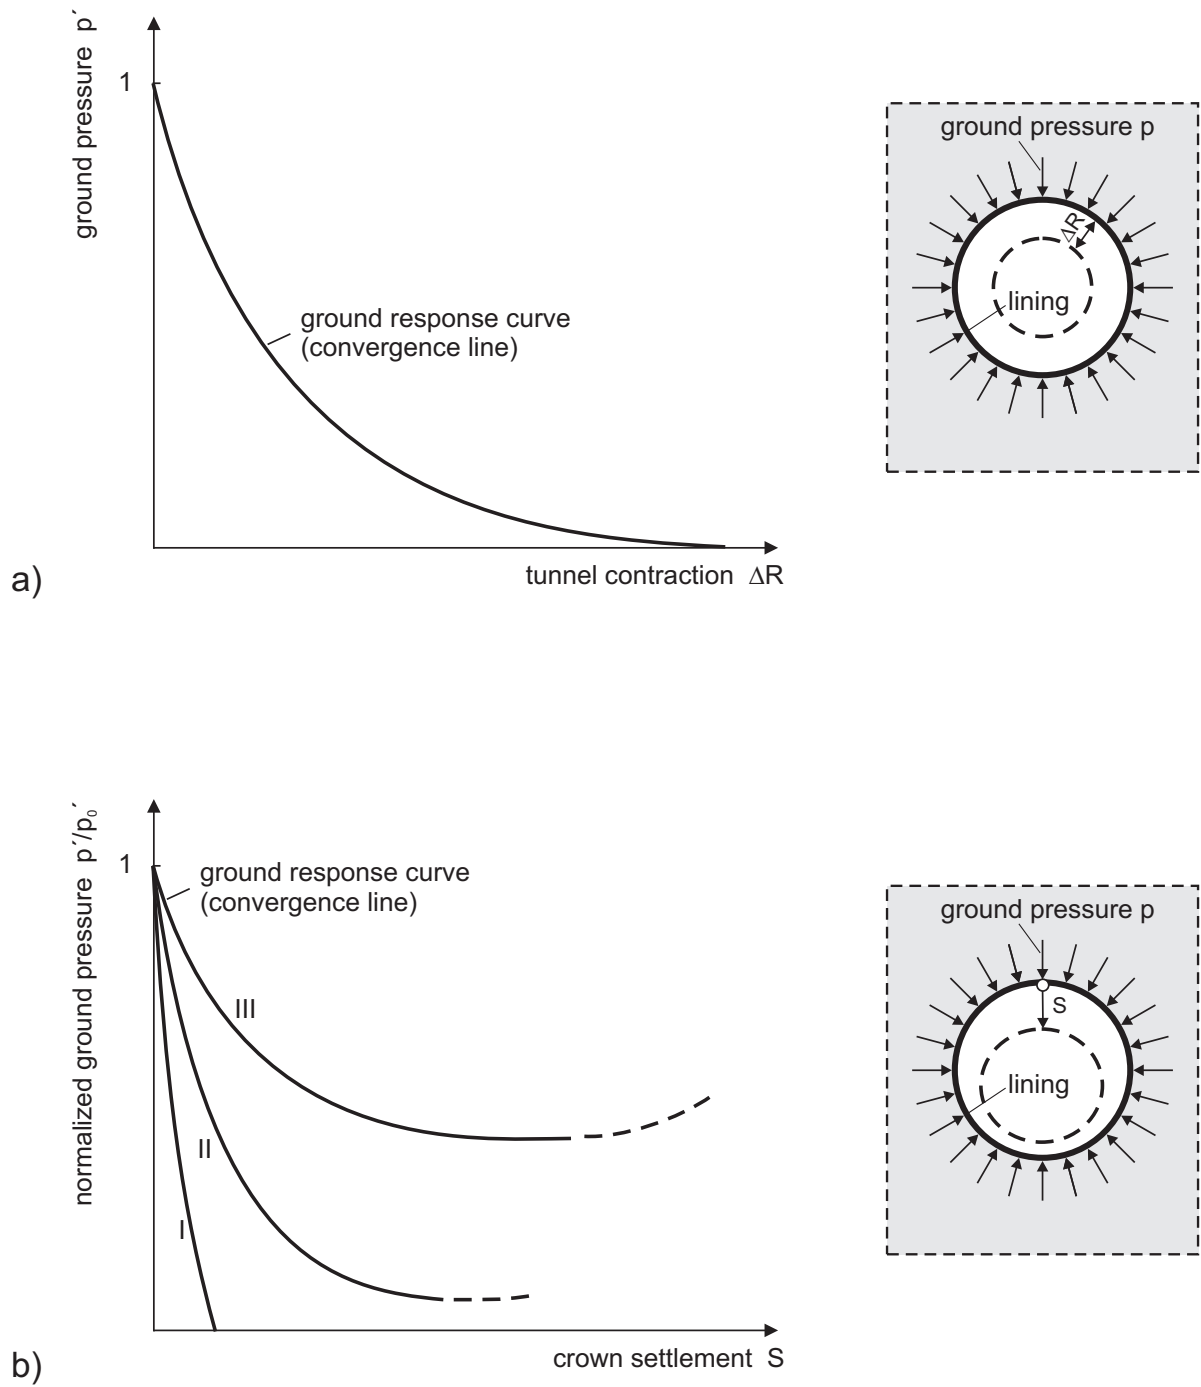 ground pressure p´
1
ground response curve
(convergence line)
tunnel contraction ΔR
a)
ground pressure p
ΔR
lining
normalized ground pressure p´/p₀´
1
ground response curve
(convergence line)
III
II
I
crown settlement S
b)
ground pressure p
S
lining